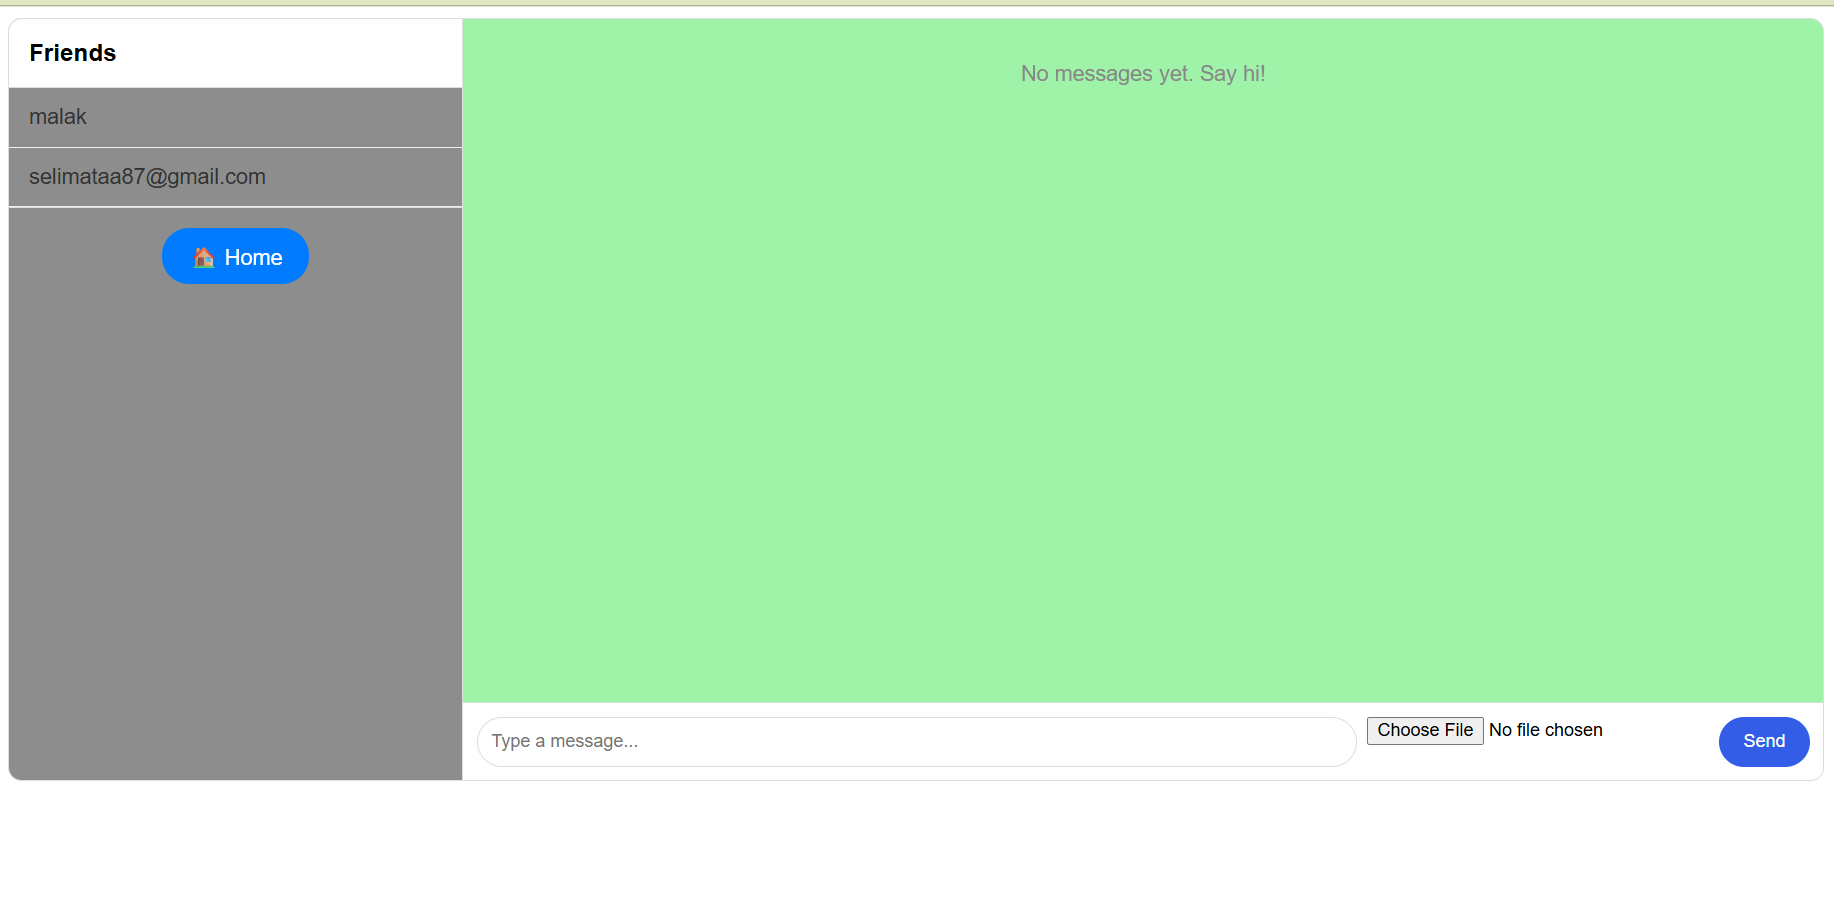 Friends
malak
selimataa87@gmail.com
Home
No messages yet. Say hi!
Type a message...
Choose File No file chosen
Send